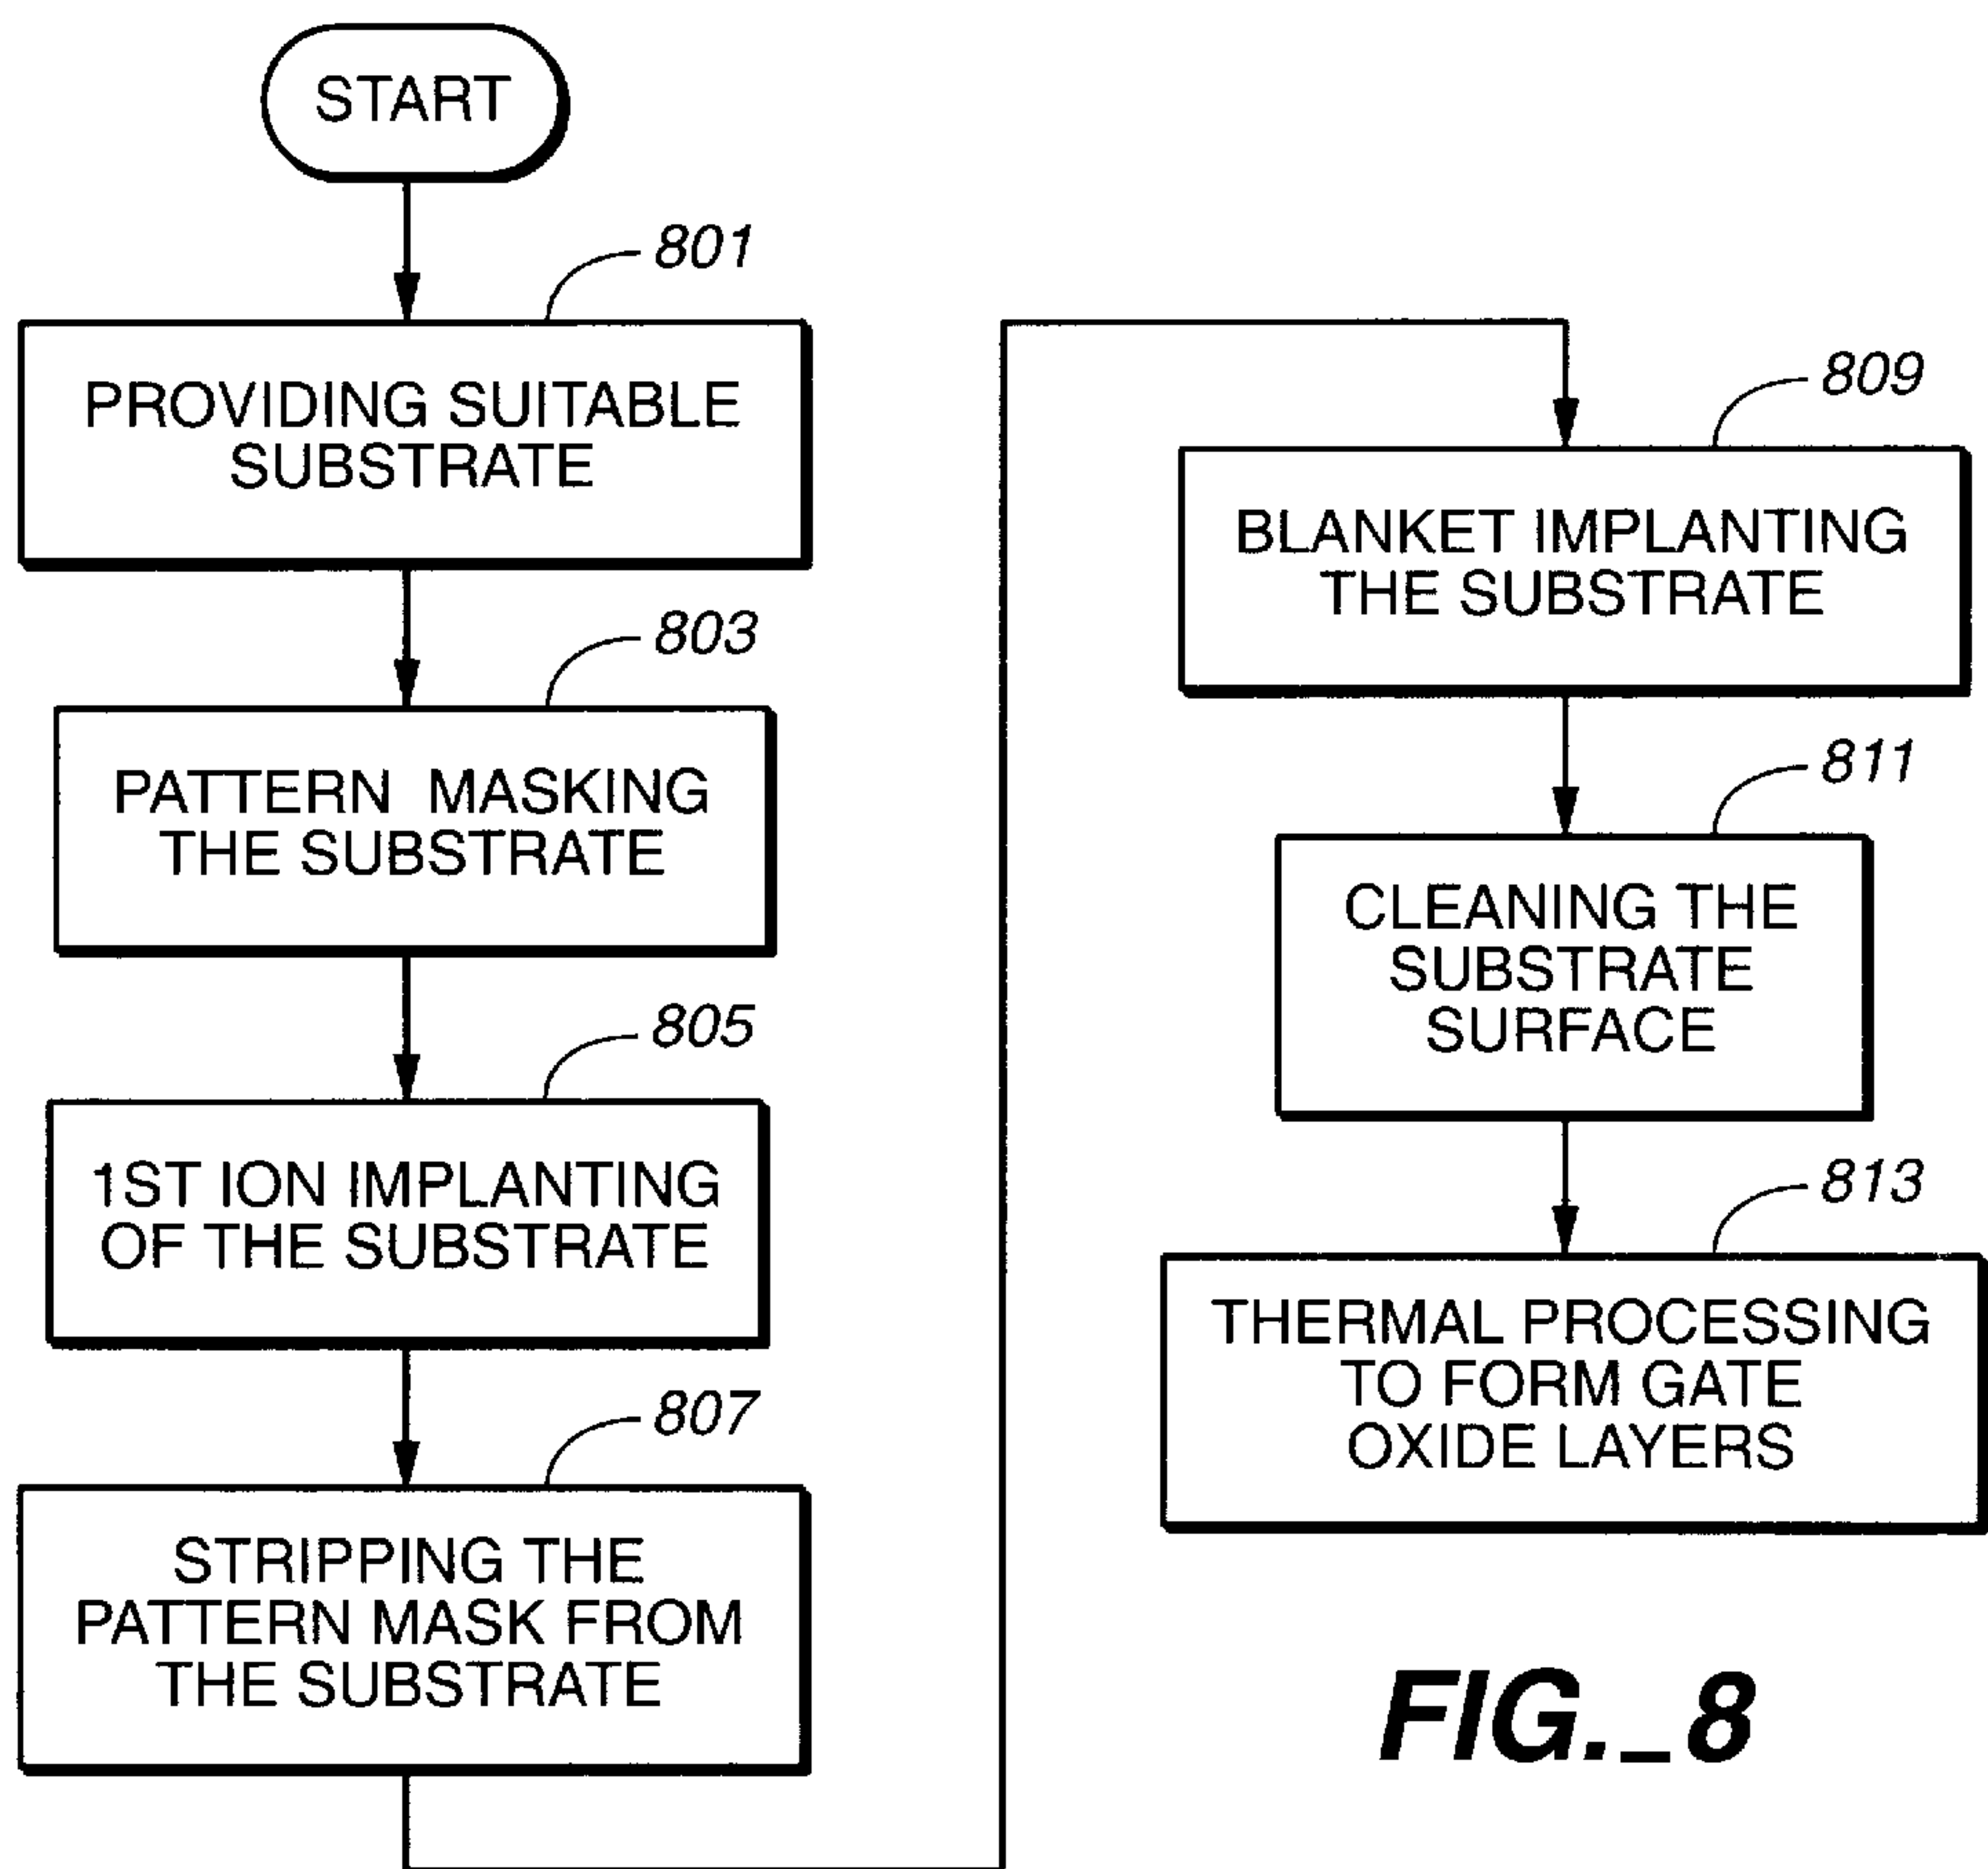 START
801
PROVIDING SUITABLE
SUBSTRATE
803
PATTERN MASKING
THE SUBSTRATE
805
1ST ION IMPLANTING
OF THE SUBSTRATE
807
STRIPPING THE
PATTERN MASK FROM
THE SUBSTRATE
809
BLANKET IMPLANTING
THE SUBSTRATE
811
CLEANING THE
SUBSTRATE
SURFACE
813
THERMAL PROCESSING
TO FORM GATE
OXIDE LAYERS
FIG._8